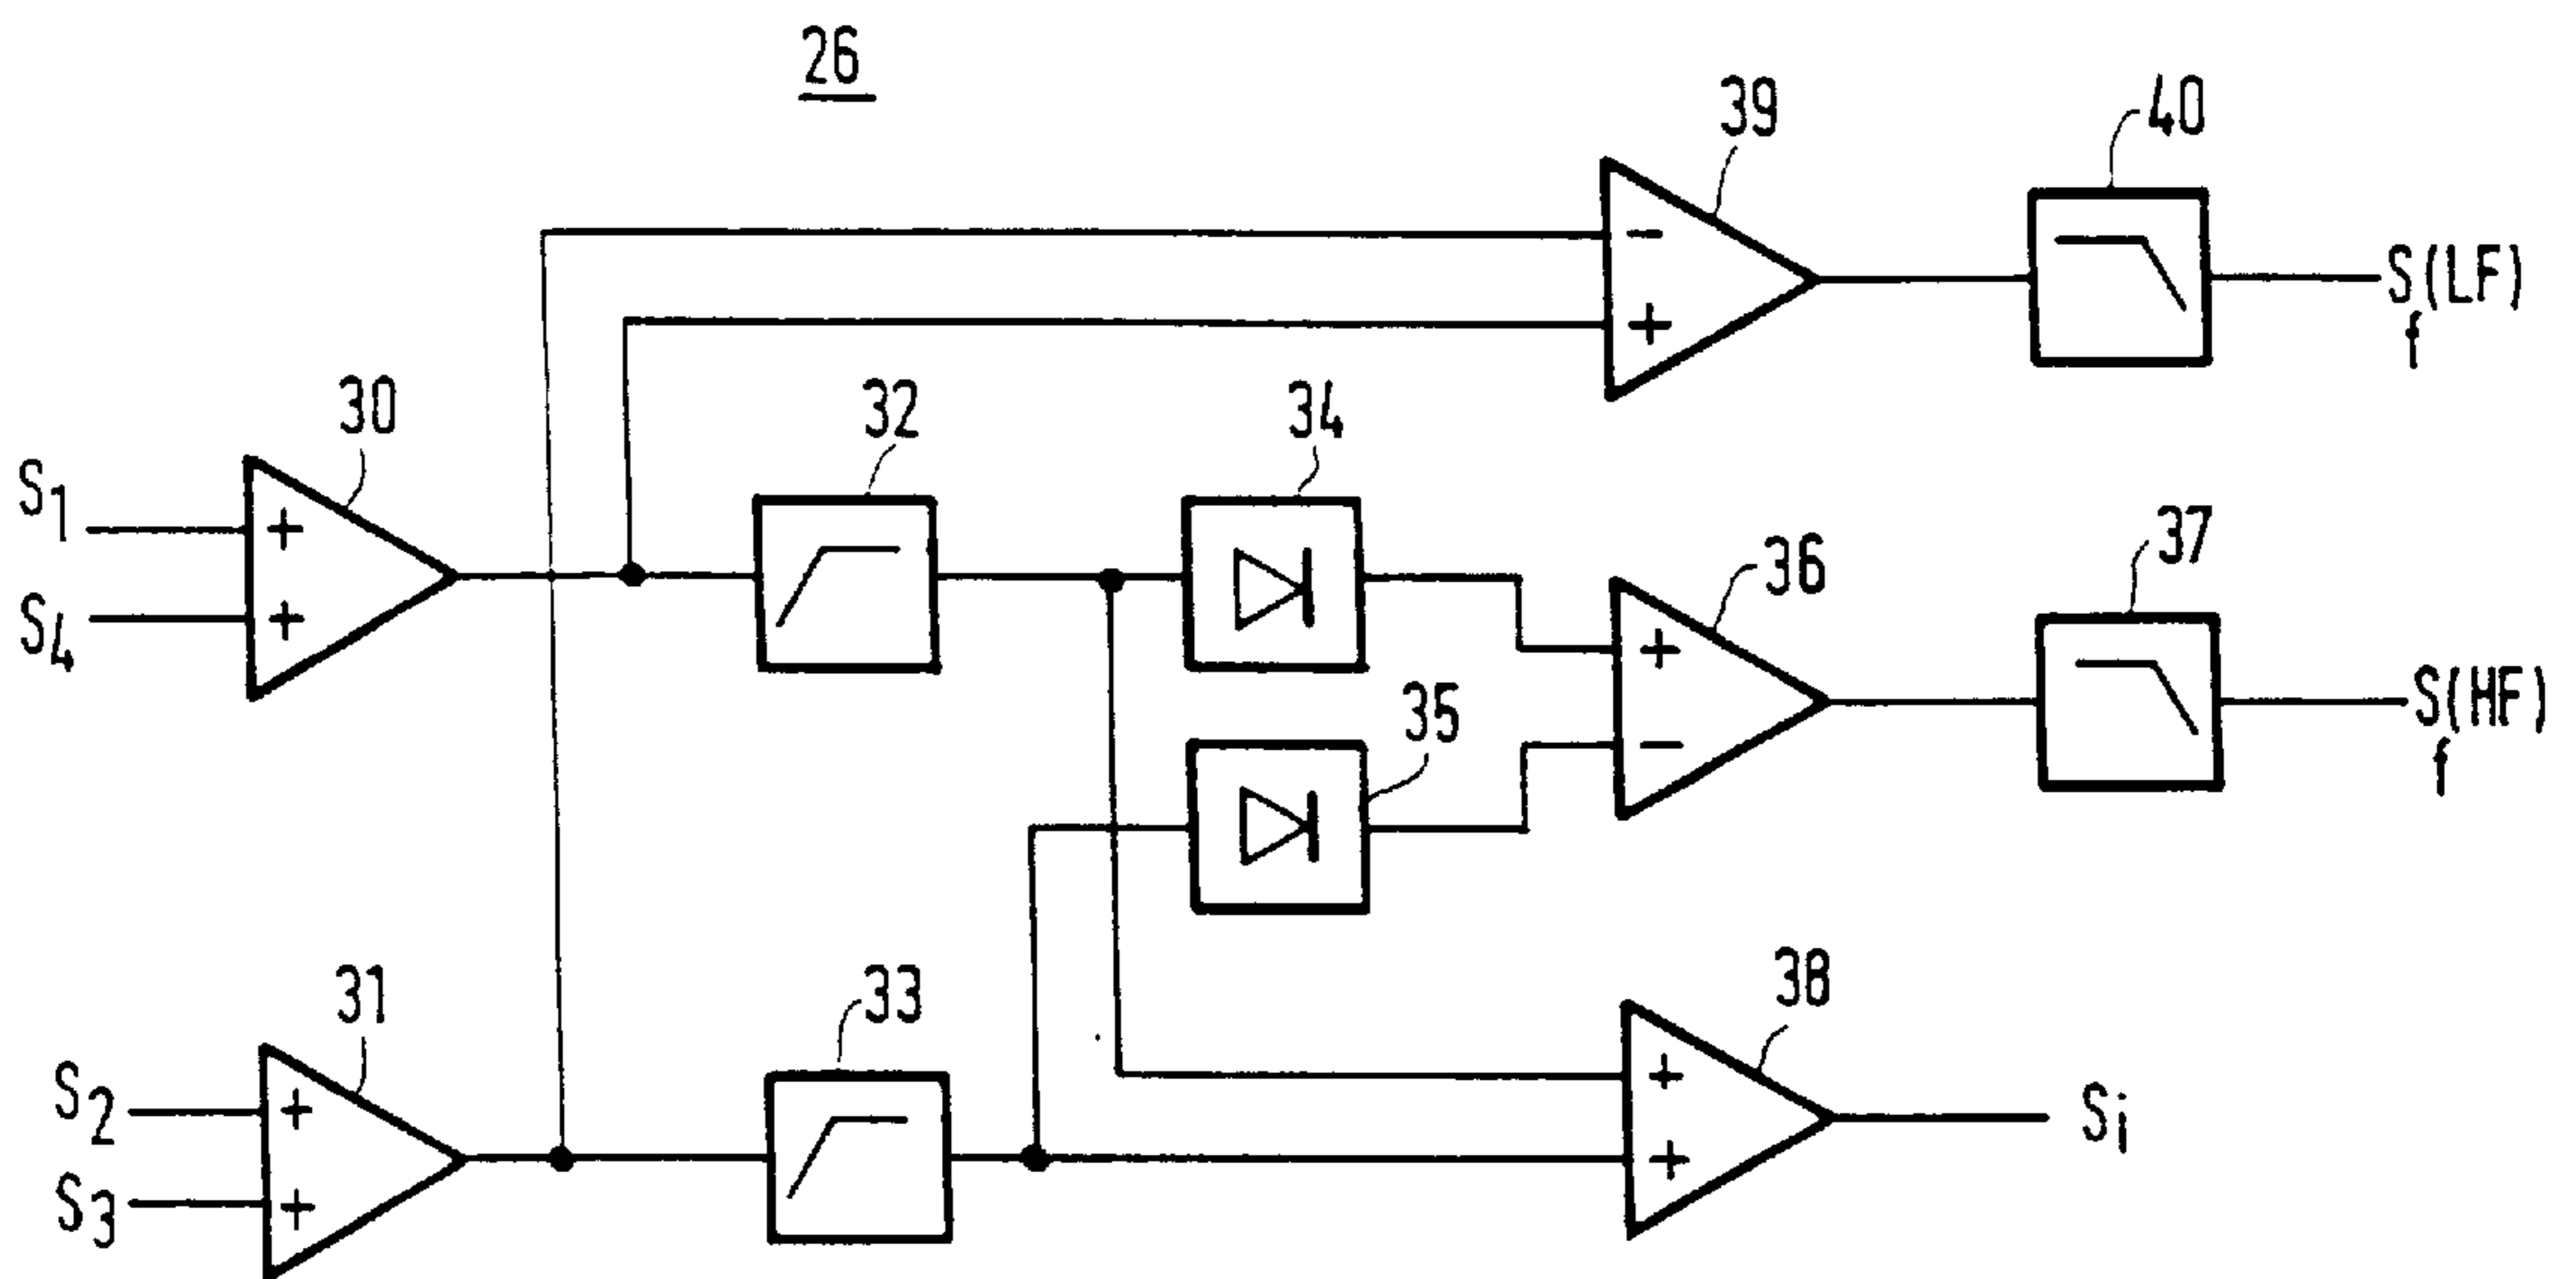 26
39
40
-
+
S(LF)
f
30
32
34
S1
+
S4
+
36
37
+
-
S(HF)
f
35
31
33
38
S2
+
S3
+
+
+
Si